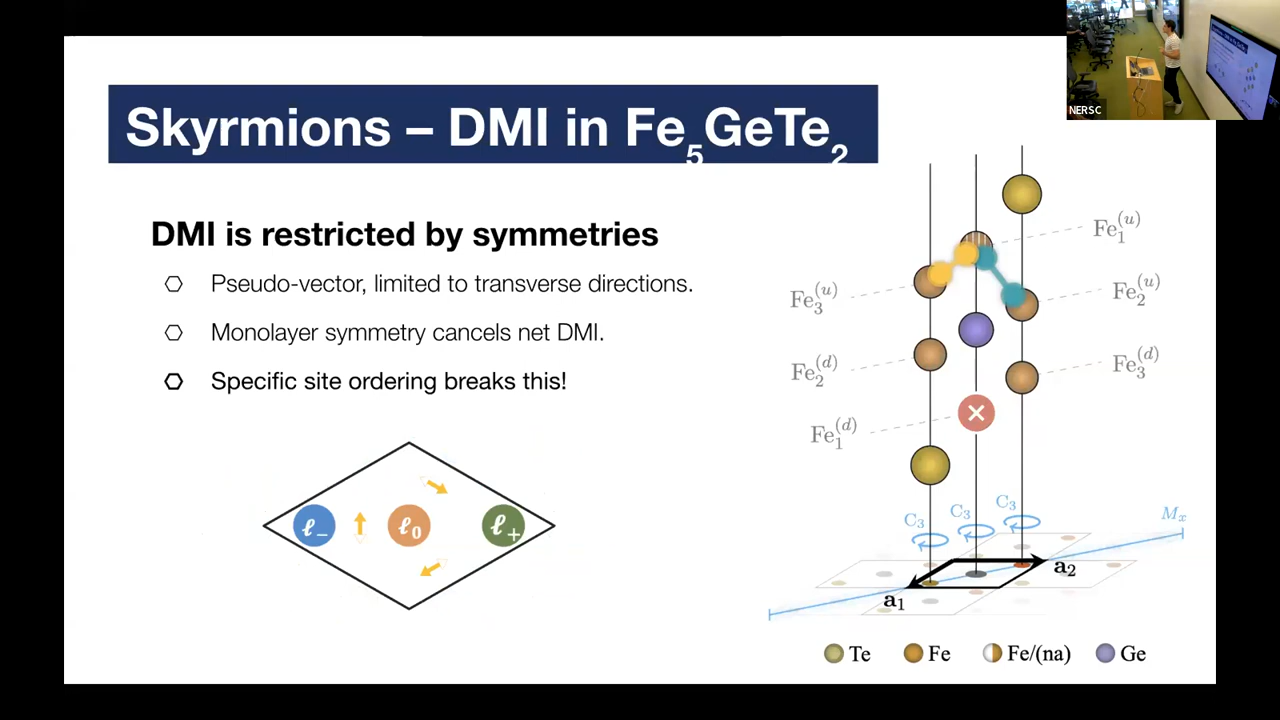 NERSC
Skyrmions – DMI in Fe₅GeTe₂
DMI is restricted by symmetries
Pseudo-vector, limited to transverse directions.
Monolayer symmetry cancels net DMI.
Specific site ordering breaks this!
Fe₁⁽ᵘ⁾
Fe₃⁽ᵘ⁾
Fe₂⁽ᵘ⁾
Fe₂⁽ᵈ⁾
Fe₃⁽ᵈ⁾
Fe₁⁽ᵈ⁾
ℓ₋
ℓ₀
ℓ₊
C₃
C₃
C₃
Mₓ
a₁
a₂
Te
Fe
Fe/(na)
Ge